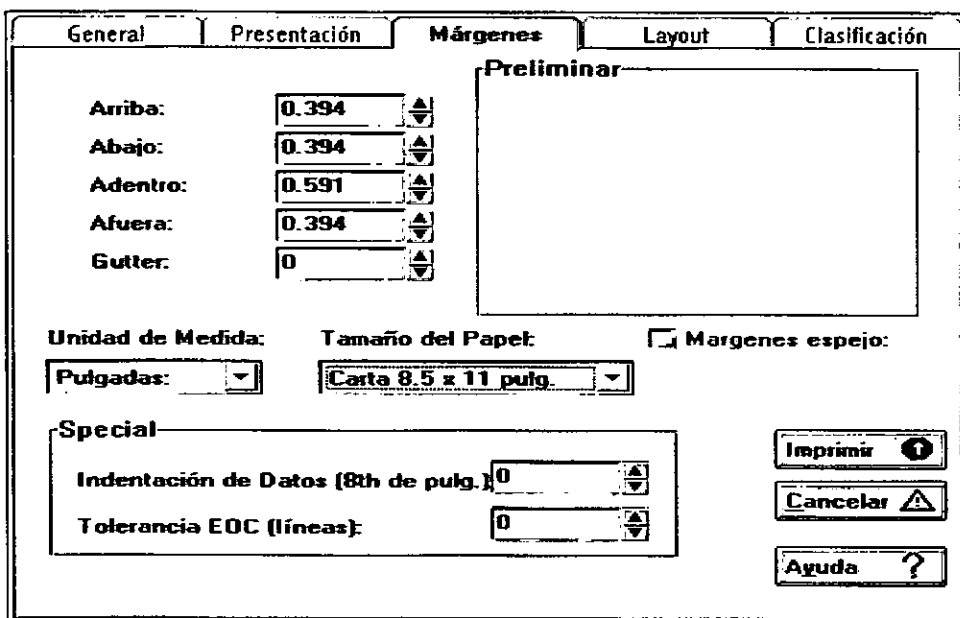 General Presentación Márgenes Layout Clasificación
Preliminar
Arriba: 0.394
Abajo: 0.394
Adentro: 0.591
Afuera: 0.394
Gutter: 0
Unidad de Medida: Tamaño del Papel: Margenes espejo:
Pulgadas: Carta 8.5 x 11 pulg.
Special
Indentación de Datos (8th de pulg.): 0
Tolerancia EOC (líneas): 0
Imprimir
Cancelar
Ayuda ?